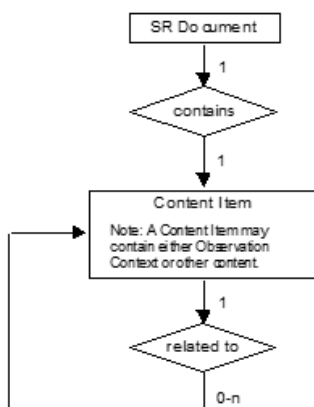 SR Document
1
contains
1
Content Item
Note: A Content Item may
contain either Observation
Context or other content.
1
related to
0-n